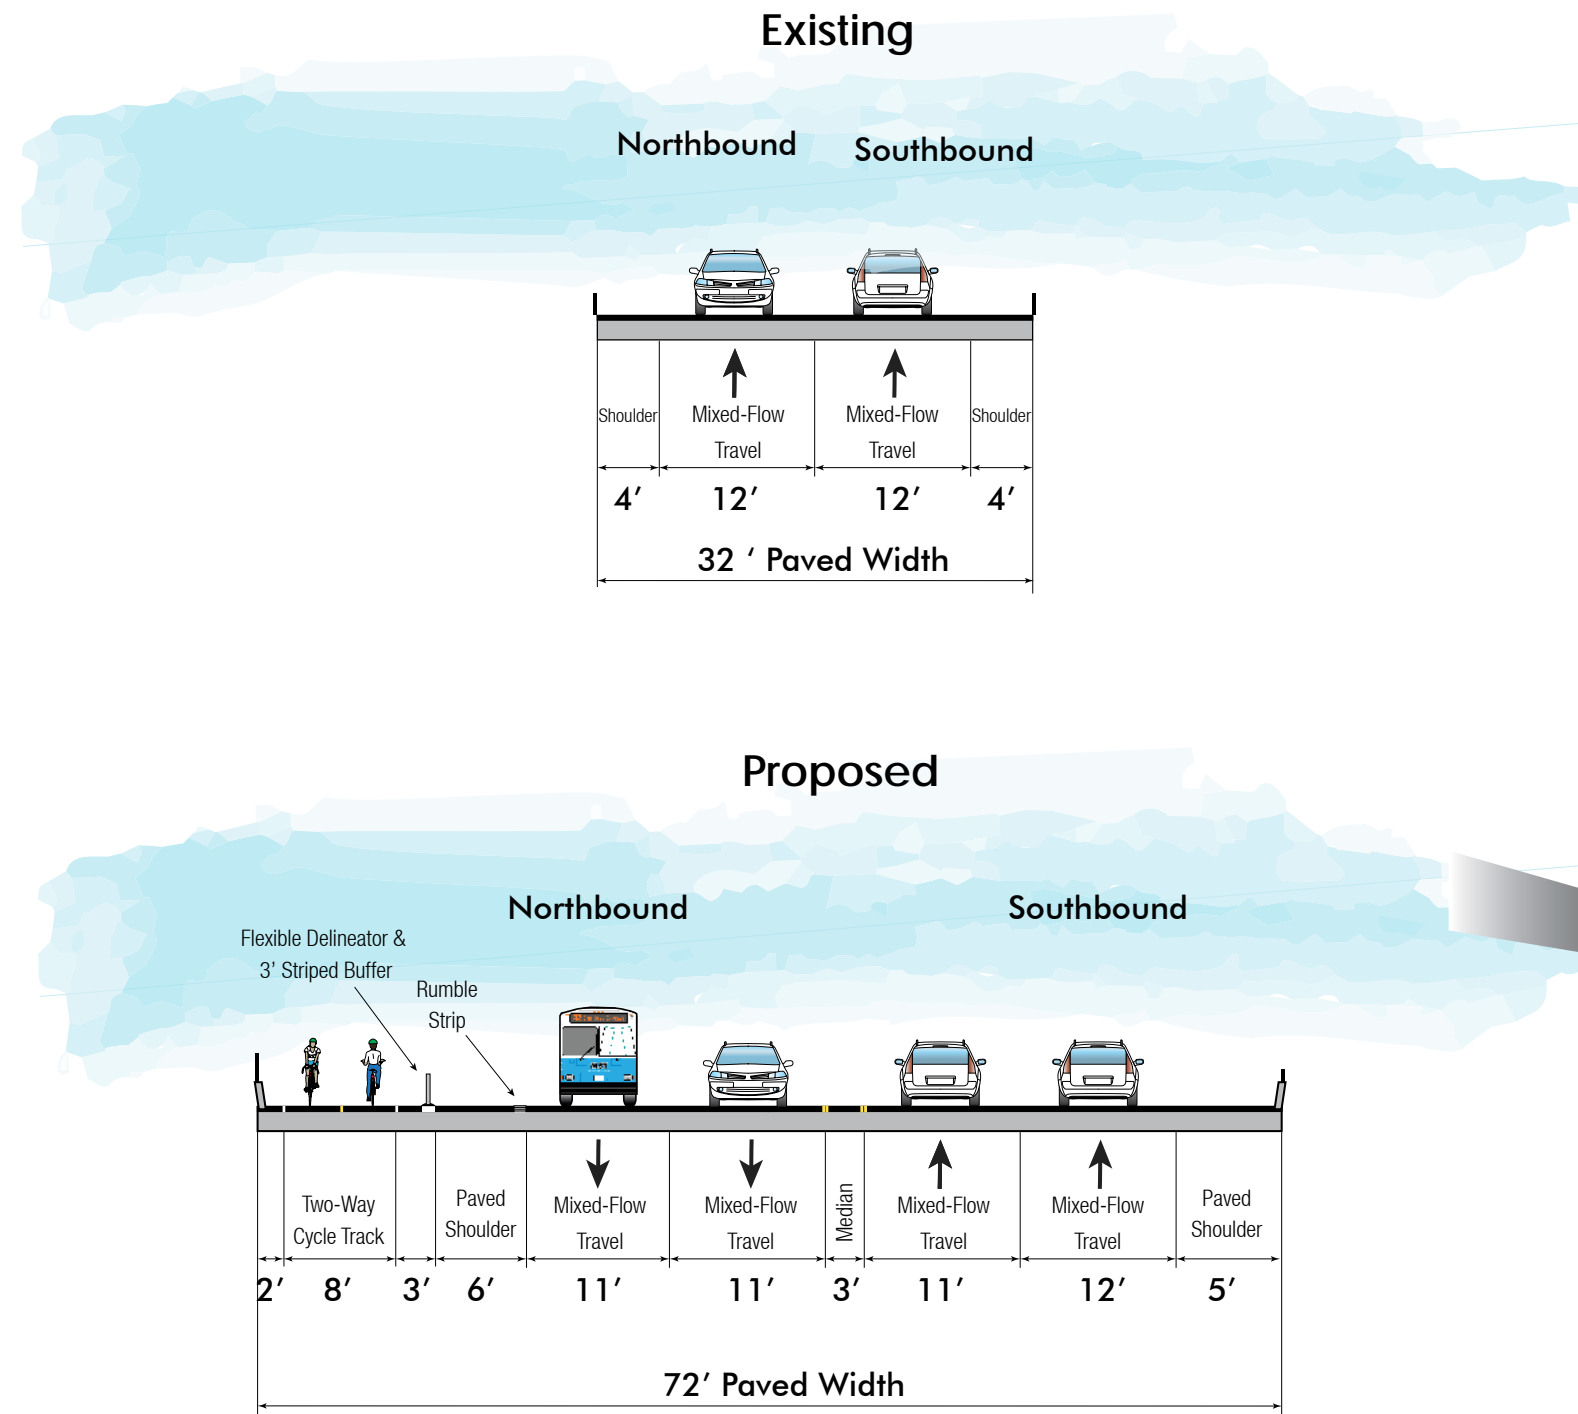 Existing
Northbound
Southbound
Shoulder
Mixed-Flow
Travel
Mixed-Flow
Travel
Shoulder
4’
12’
12’
4’
32 ‘ Paved Width
Proposed
Northbound
Southbound
Flexible Delineator &
3’ Striped Buffer
Rumble
Strip
Two-Way
Cycle Track
Paved
Shoulder
Mixed-Flow
Travel
Mixed-Flow
Travel
Median
Mixed-Flow
Travel
Mixed-Flow
Travel
Paved
Shoulder
2’
8’
3’
6’
11’
11’
3’
11’
12’
5’
72’ Paved Width